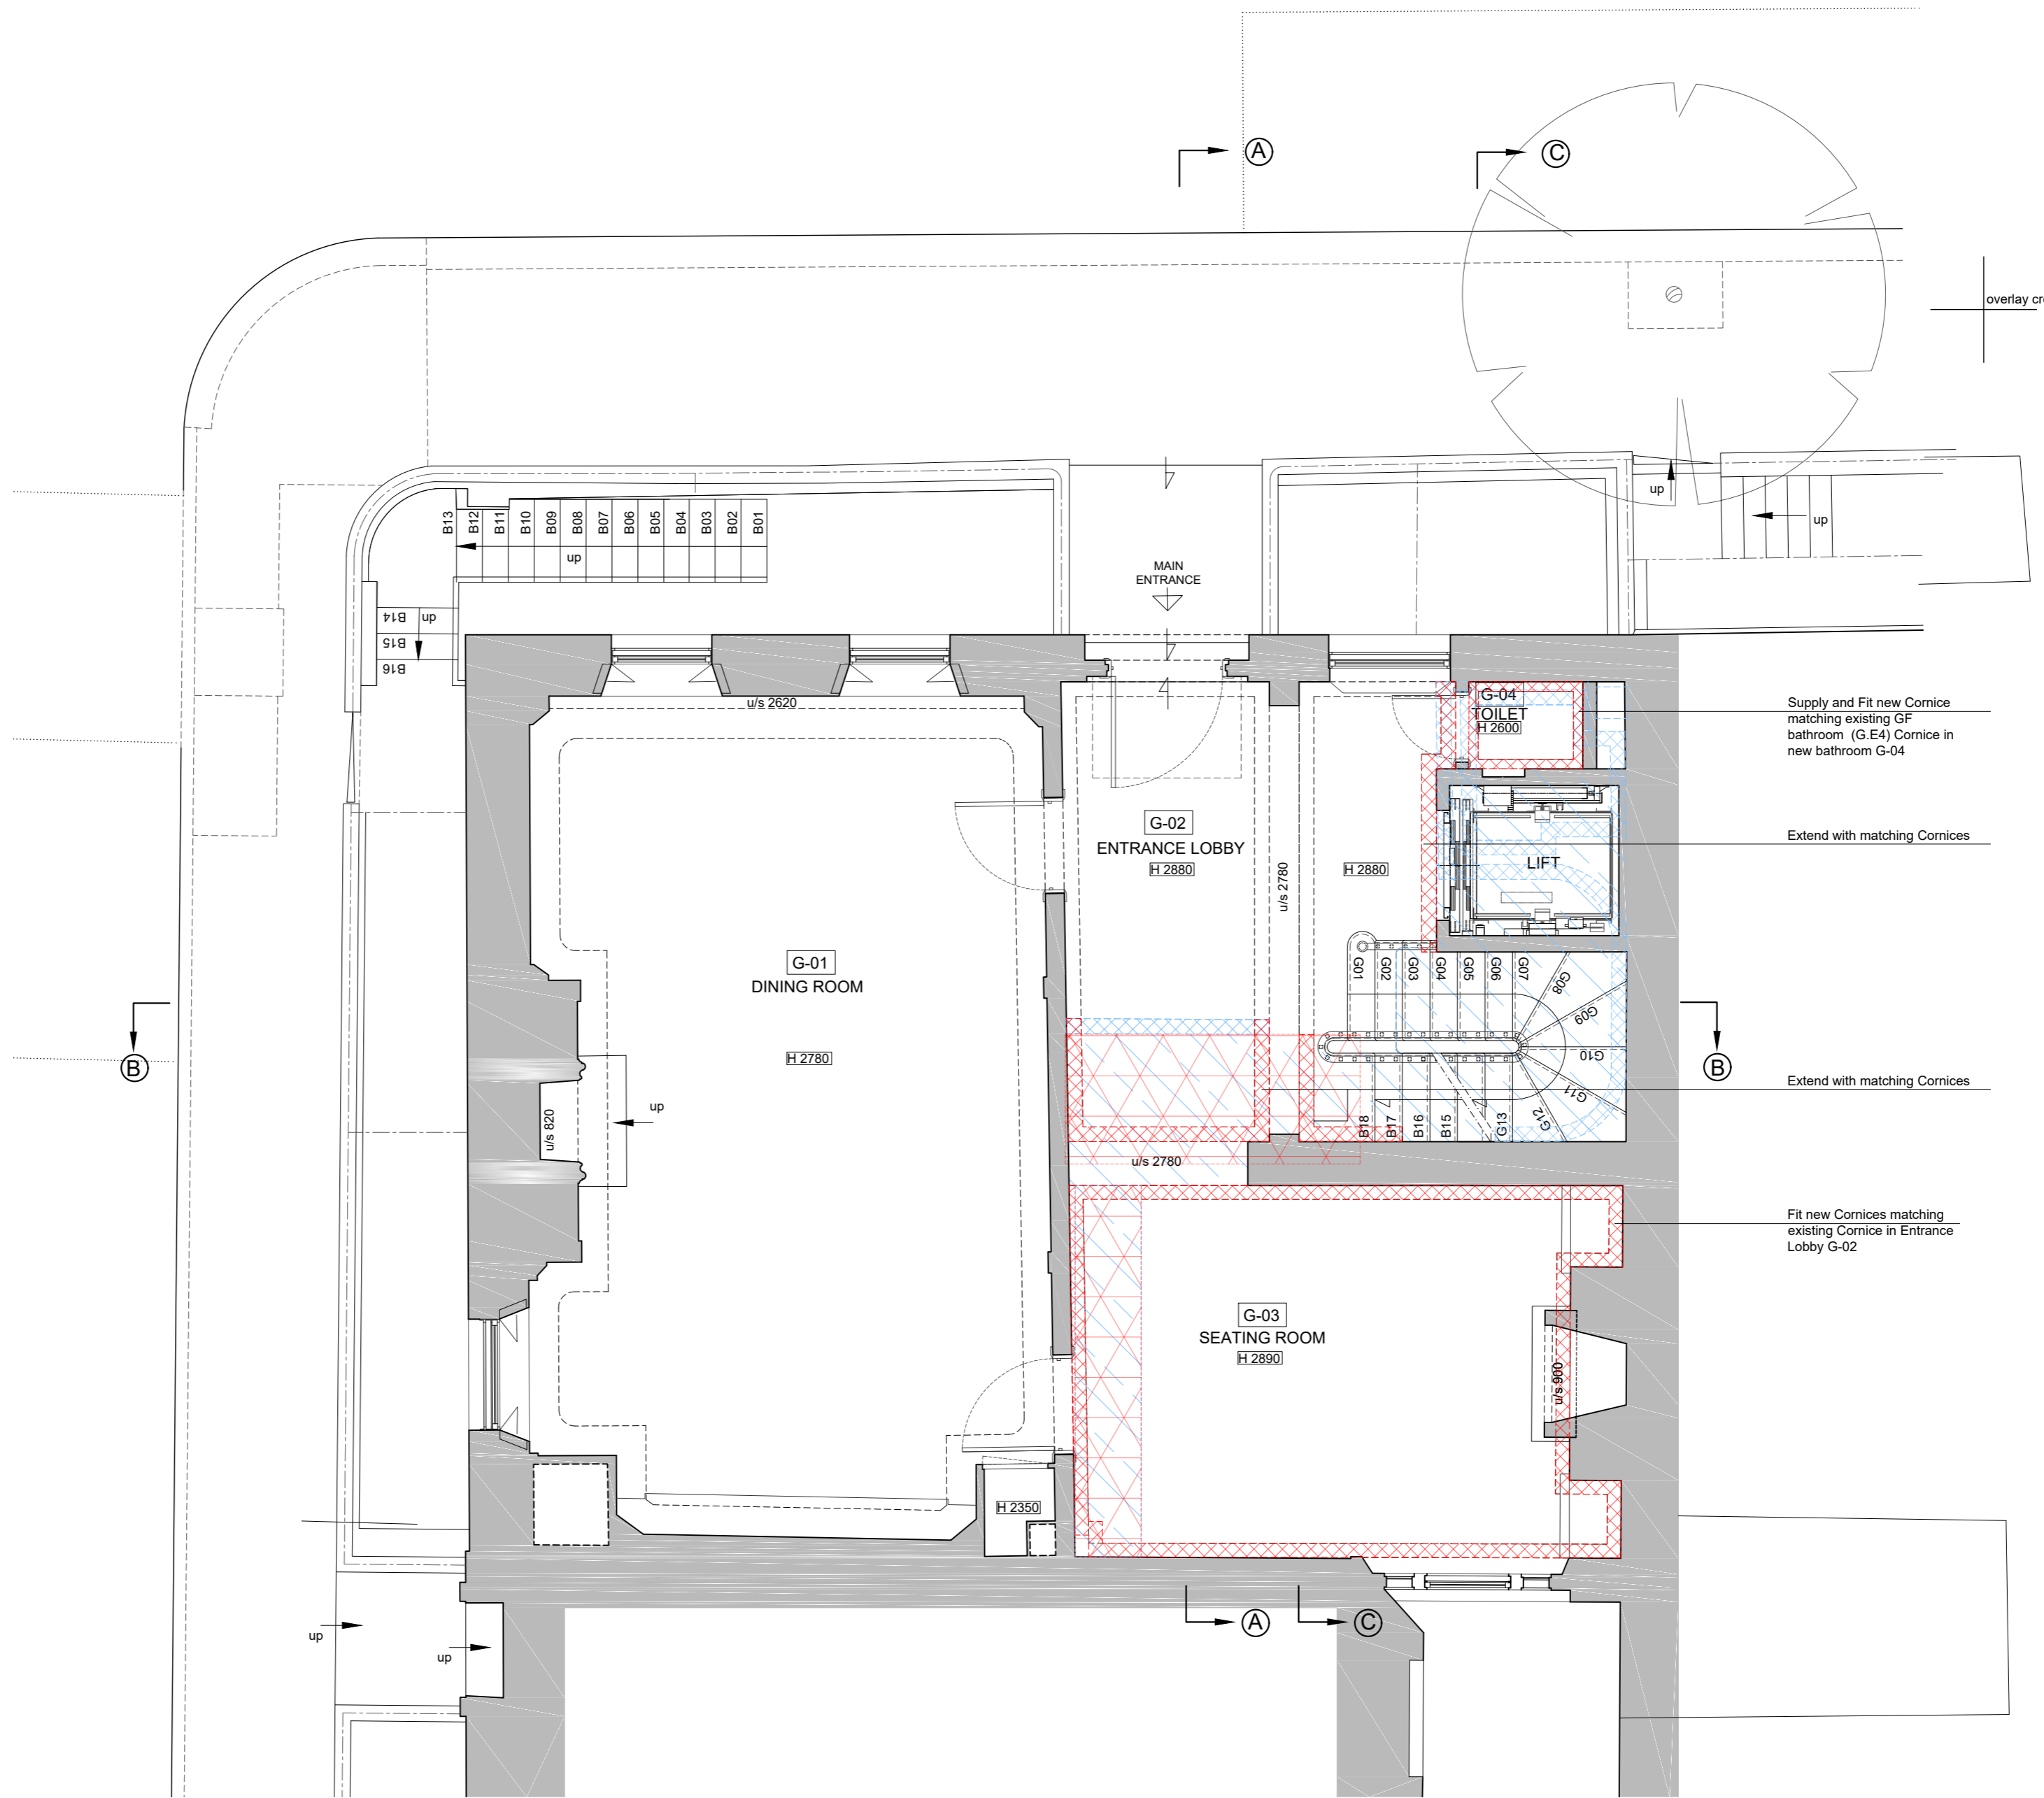 A
C
overlay cr
B13
B12
B11
B10
B09
B08
B07
B06
B05
B04
B03
B02
B01
up
up
up
MAIN
ENTRANCE
B14
up
B15
B16
u/s 2620
G-04
TOILET
H 2600
Supply and Fit new Cornice
matching existing GF
bathroom (G.E4) Cornice in
new bathroom G-04
G-02
ENTRANCE LOBBY
H 2880
u/s 2780
H 2880
LIFT
Extend with matching Cornices
G-01
DINING ROOM
H 2780
G01
G02
G03
G04
G05
G06
G07
G08
G09
G10
G11
G12
G13
B
B
Extend with matching Cornices
B18
B17
B16
B15
up
u/s 820
u/s 2780
Fit new Cornices matching
existing Cornice in Entrance
Lobby G-02
G-03
SEATING ROOM
H 2890
u/s 900
H 2350
A
C
up
up